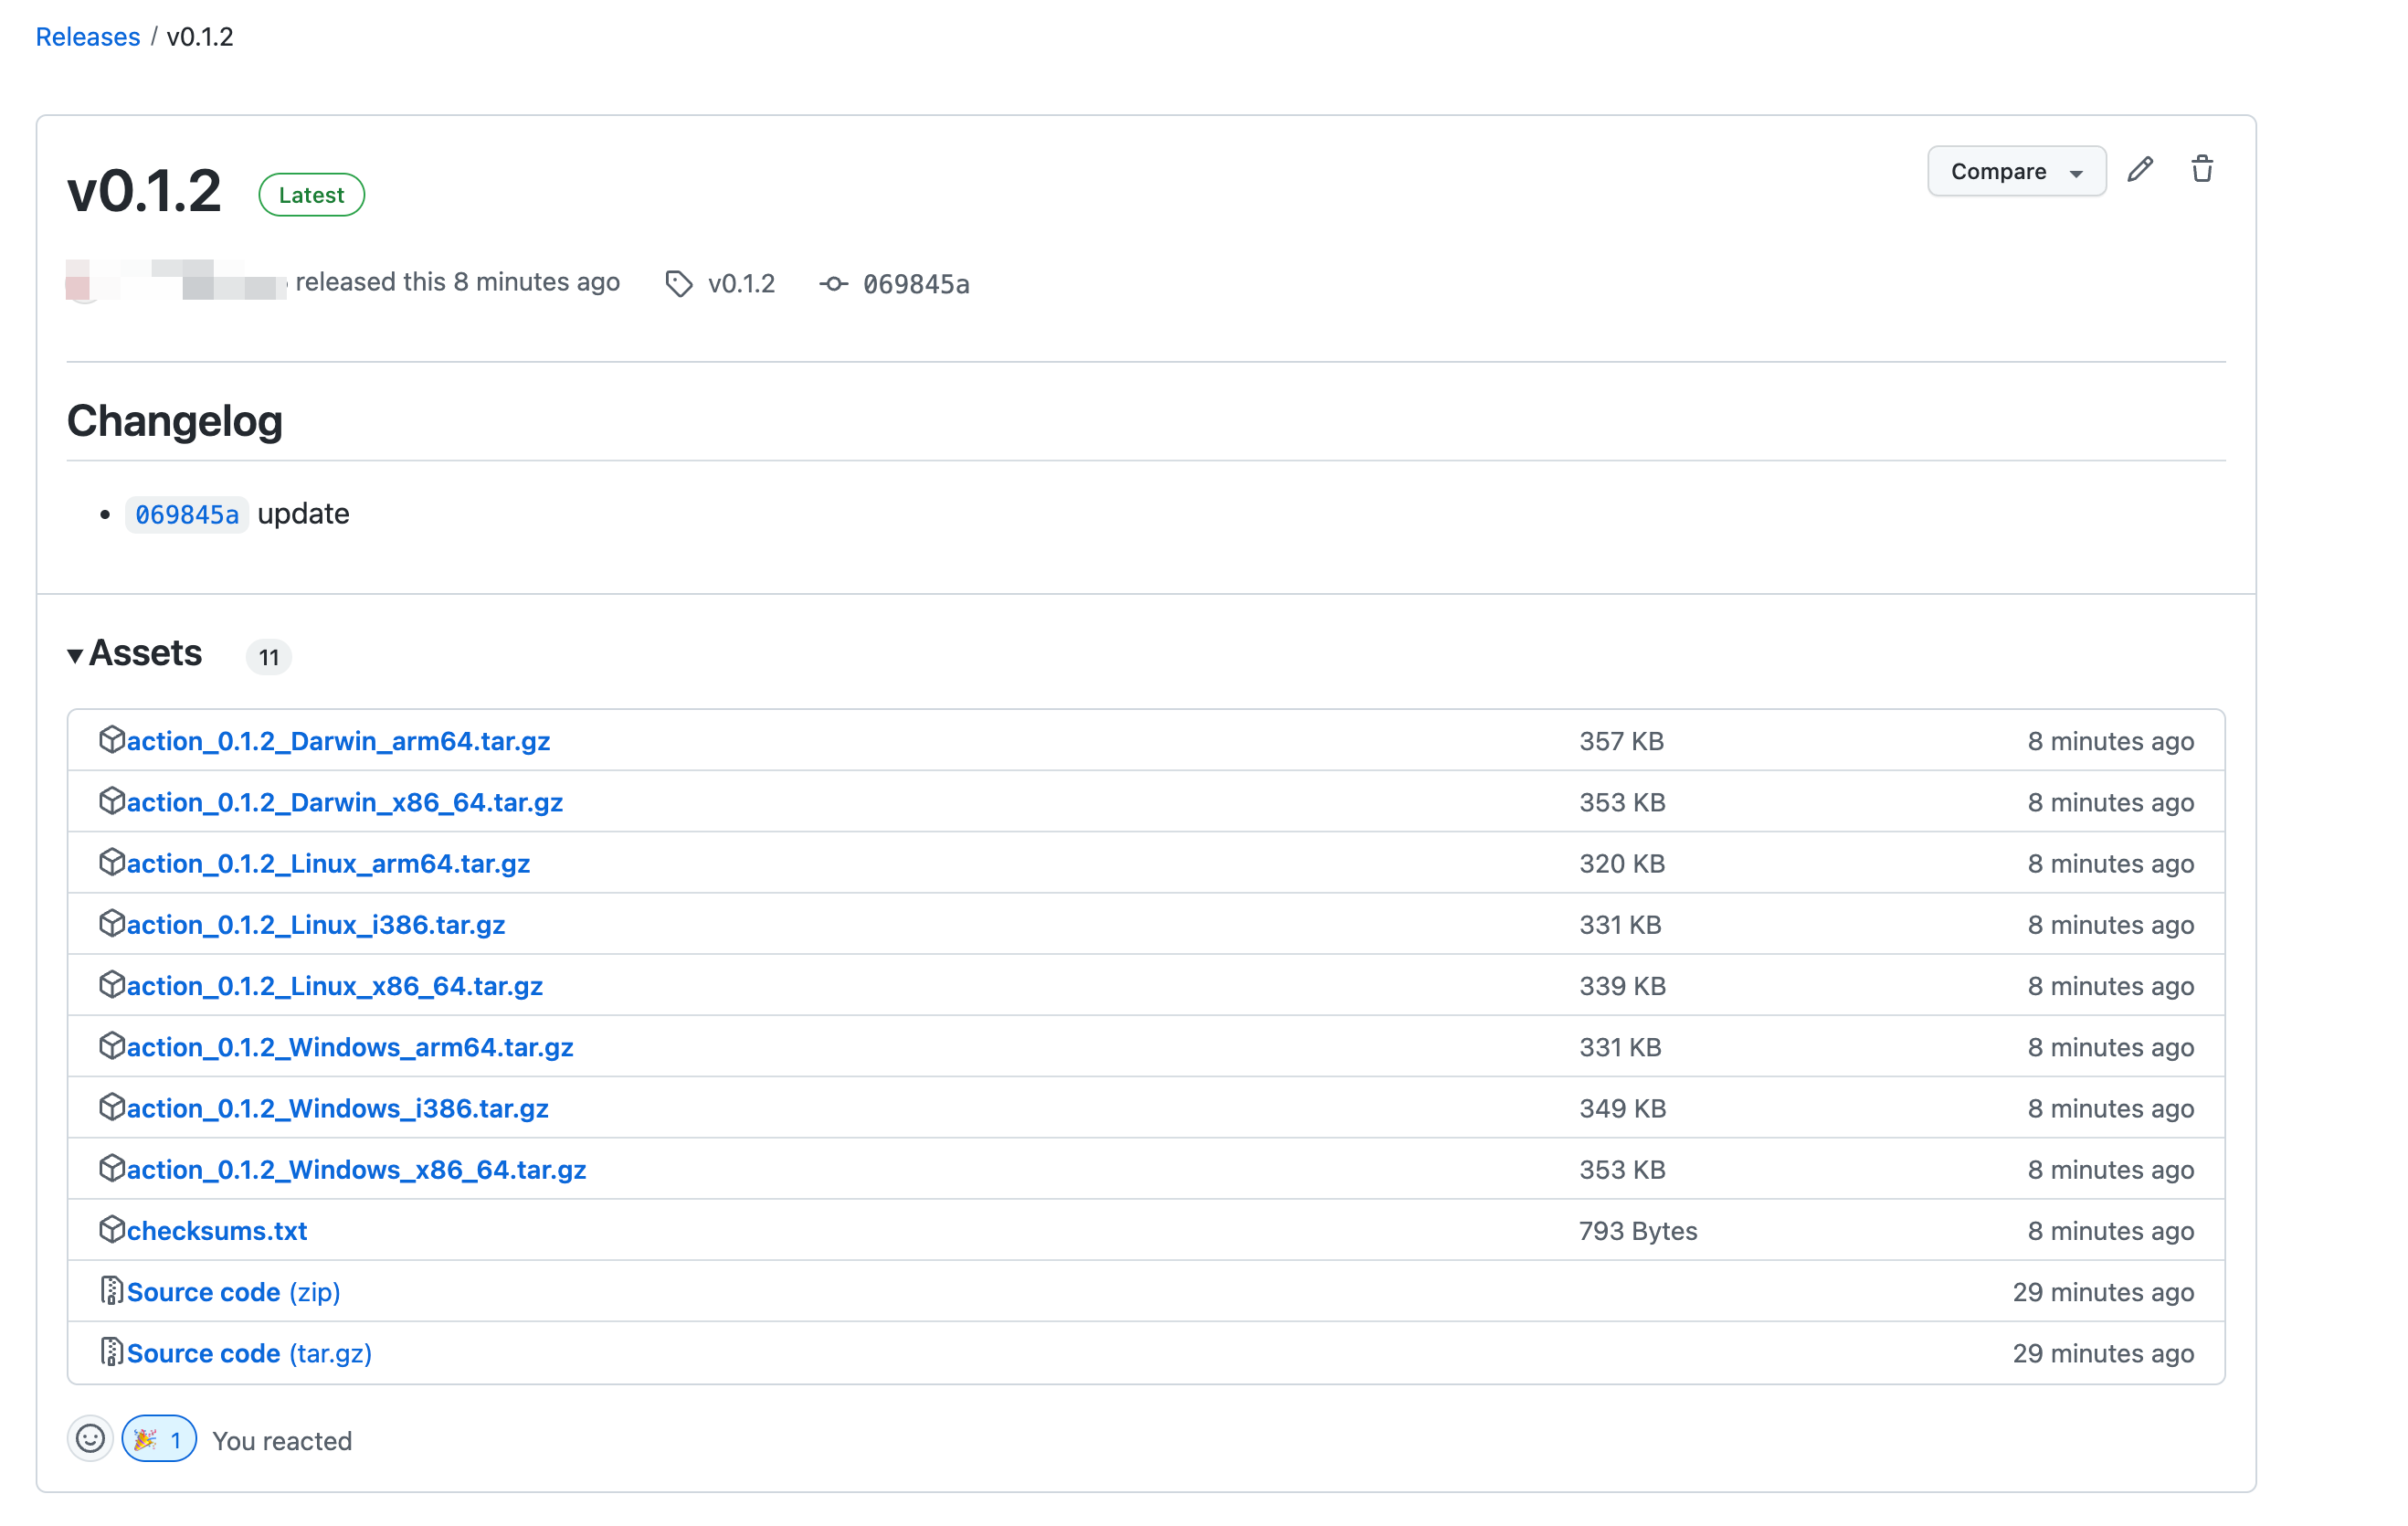 Releases / v0.1.2
v0.1.2 Latest Compare
released this 8 minutes ago v0.1.2 069845a
Changelog
• 069845a update
Assets 11
action_0.1.2_Darwin_arm64.tar.gz 357 KB 8 minutes ago
action_0.1.2_Darwin_x86_64.tar.gz 353 KB 8 minutes ago
action_0.1.2_Linux_arm64.tar.gz 320 KB 8 minutes ago
action_0.1.2_Linux_i386.tar.gz 331 KB 8 minutes ago
action_0.1.2_Linux_x86_64.tar.gz 339 KB 8 minutes ago
action_0.1.2_Windows_arm64.tar.gz 331 KB 8 minutes ago
action_0.1.2_Windows_i386.tar.gz 349 KB 8 minutes ago
action_0.1.2_Windows_x86_64.tar.gz 353 KB 8 minutes ago
checksums.txt 793 Bytes 8 minutes ago
Source code (zip) 29 minutes ago
Source code (tar.gz) 29 minutes ago
🎉 1 You reacted